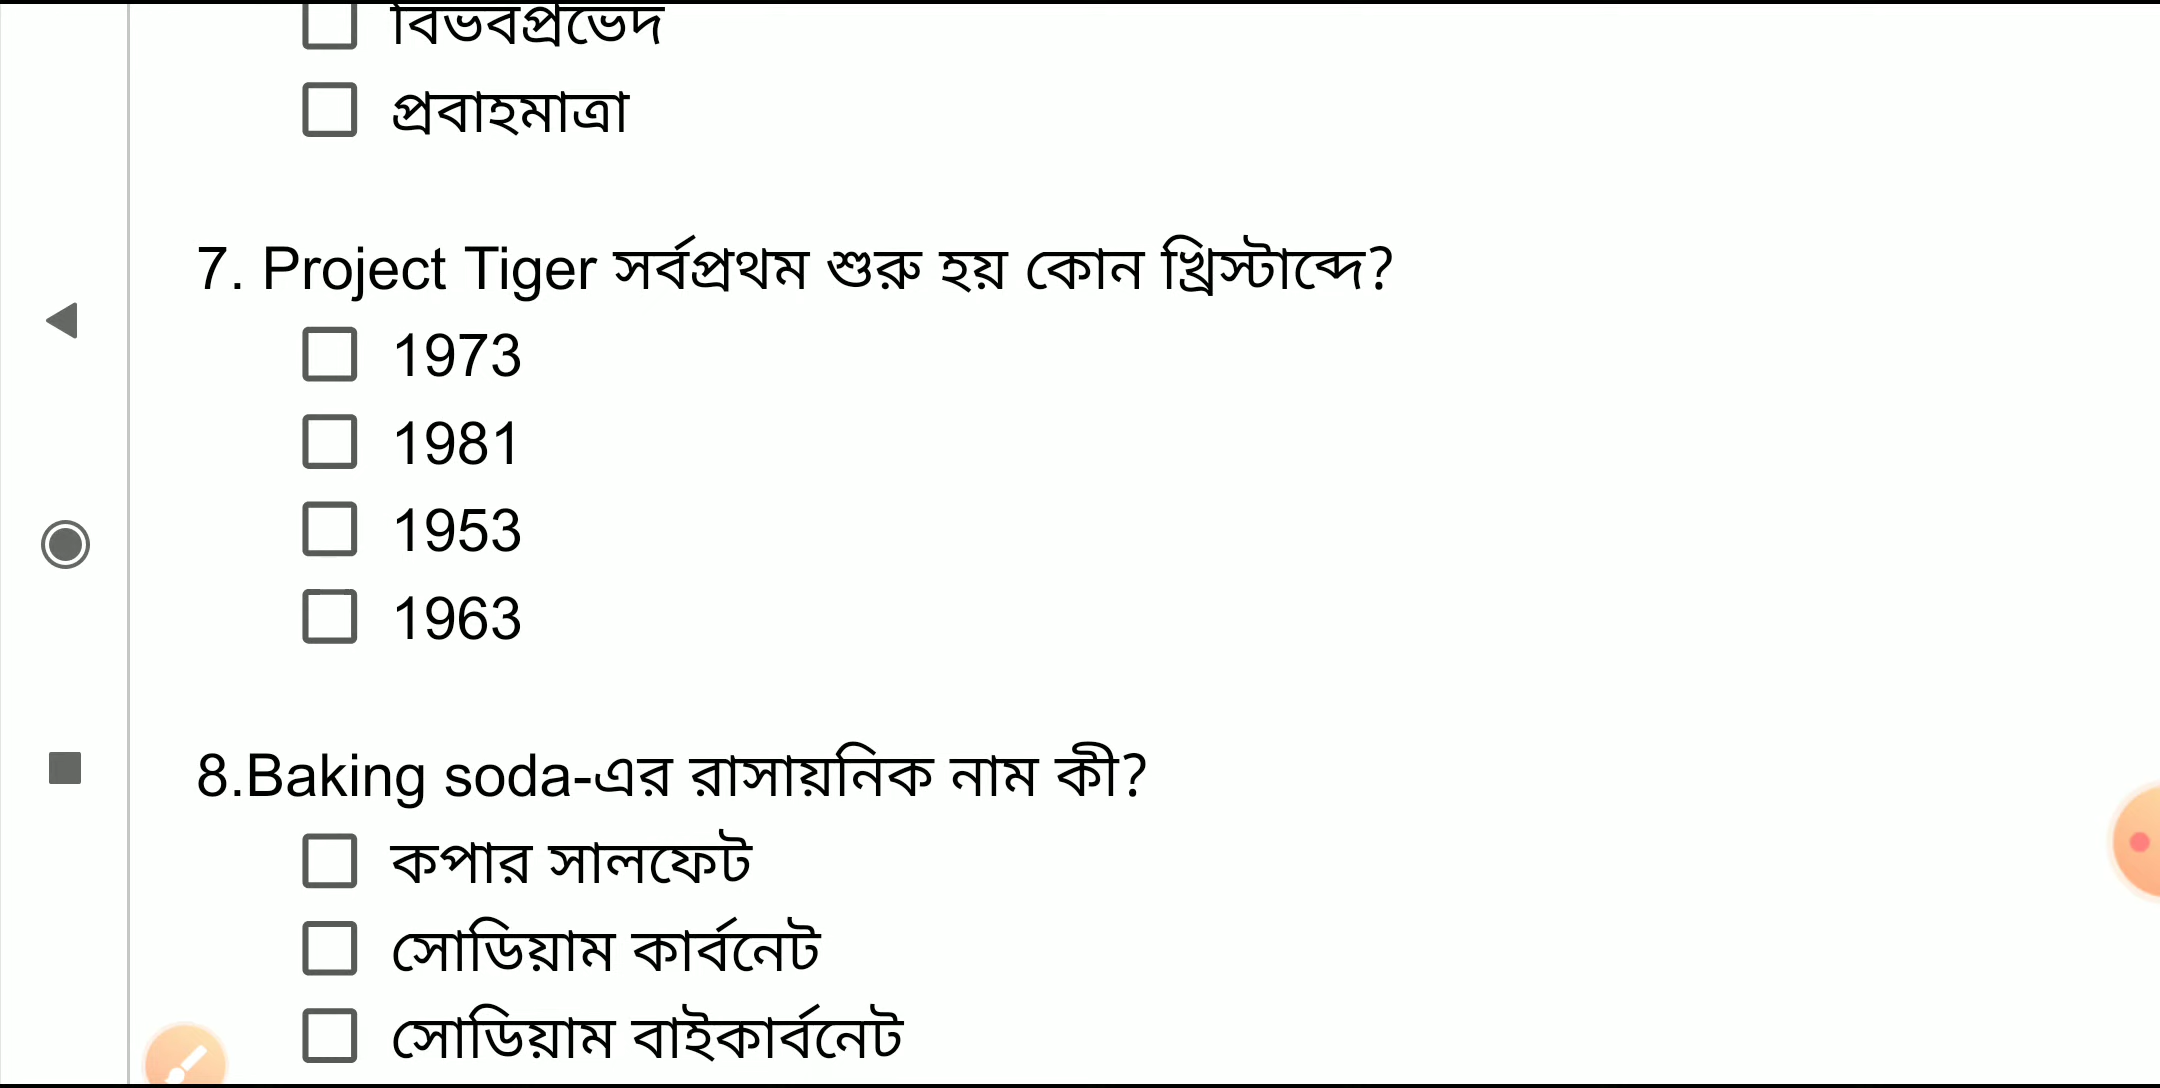 বিভবপ্রভেদ
প্রবাহমাত্রা
7. Project Tiger সর্বপ্রথম শুরু হয় কোন খ্রিস্টাব্দে?
1973
1981
1953
1963
8.Baking soda-এর রাসায়নিক নাম কী?
কপার সালফেট
সোডিয়াম কার্বনেট
সোডিয়াম বাইকার্বনেট